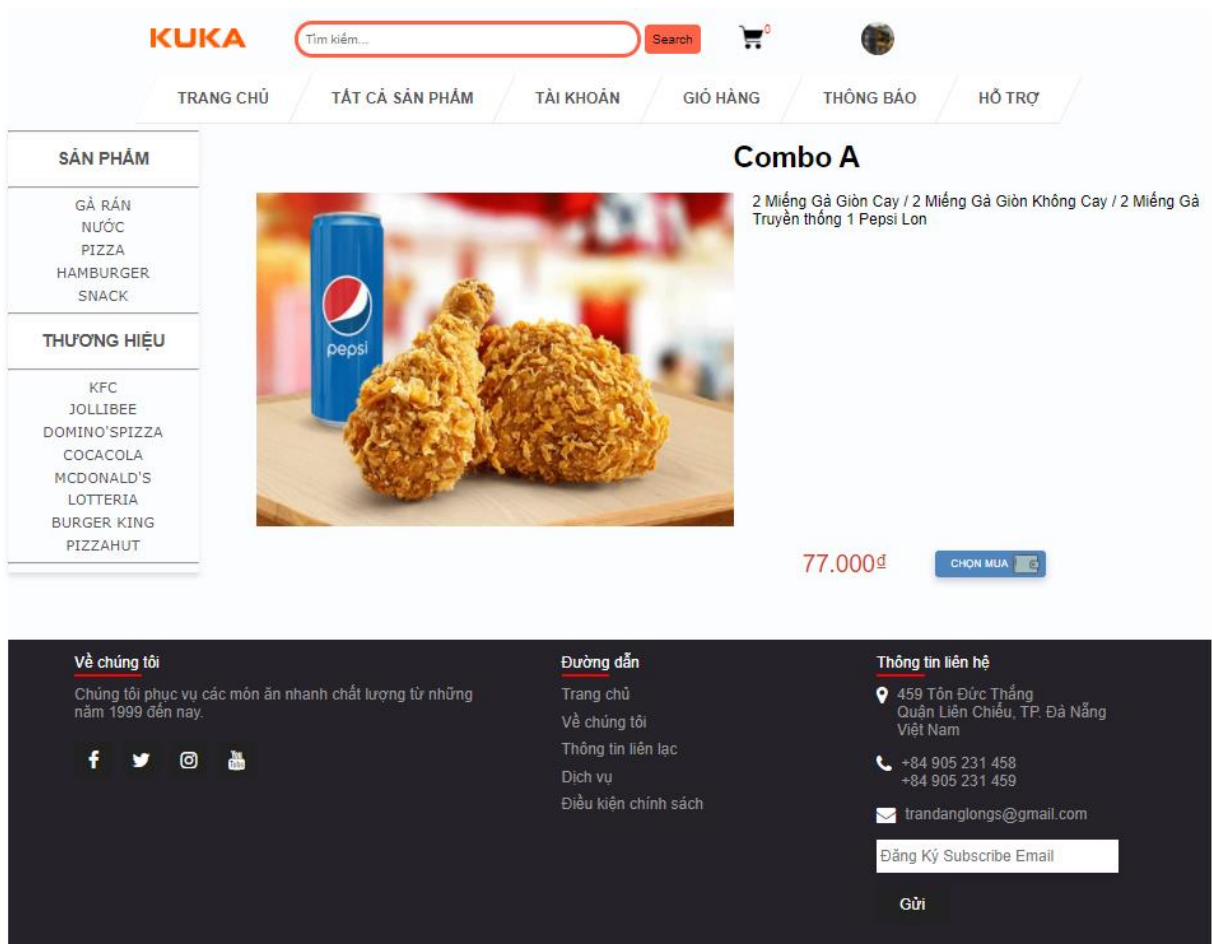 KUKA
Tìm kiếm...
Search
0
TRANG CHỦ
TẤT CẢ SẢN PHẨM
TÀI KHOẢN
GIỎ HÀNG
THÔNG BÁO
HỖ TRỢ
SẢN PHẨM
GÀ RÁN
NƯỚC
PIZZA
HAMBURGER
SNACK
THƯƠNG HIỆU
KFC
JOLLIBEE
DOMINO'SPIZZA
COCACOLA
MCDONALD'S
LOTTERIA
BURGER KING
PIZZAHUT
Combo A
pepsi
2 Miếng Gà Giòn Cay / 2 Miếng Gà Giòn Không Cay / 2 Miếng Gà
Truyền thống 1 Pepsi Lon
77.000₫
CHỌN MUA
Về chúng tôi
Chúng tôi phục vụ các món ăn nhanh chất lượng từ những
năm 1999 đến nay.
You
Tube
Đường dẫn
Trang chủ
Về chúng tôi
Thông tin liên lạc
Dịch vụ
Điều kiện chính sách
Thông tin liên hệ
459 Tôn Đức Thắng
Quận Liên Chiểu, TP. Đà Nẵng
Việt Nam
+84 905 231 458
+84 905 231 459
trandanglongs@gmail.com
Đăng Ký Subscribe Email
Gửi